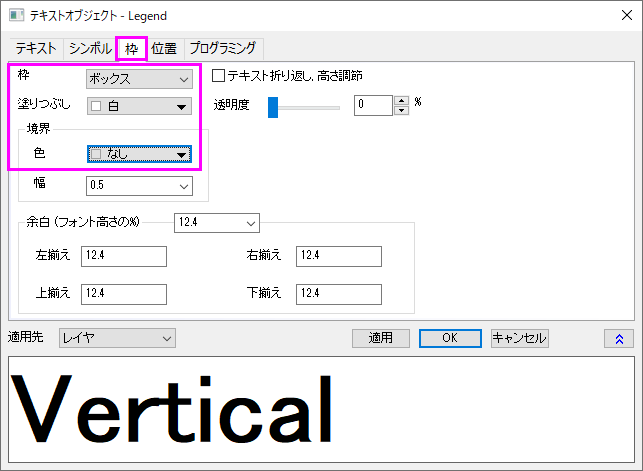 テキストオブジェクト - Legend
テキスト シンボル 枠 位置 プログラミング
枠 ボックス テキスト折り返し, 高さ調節
塗りつぶし 白 透明度 0 %
境界
色 なし
幅 0.5
余白 (フォント高さの%) 12.4
左揃え 12.4 右揃え 12.4
上揃え 12.4 下揃え 12.4
適用先 レイヤ 適用 OK キャンセル
Vertical